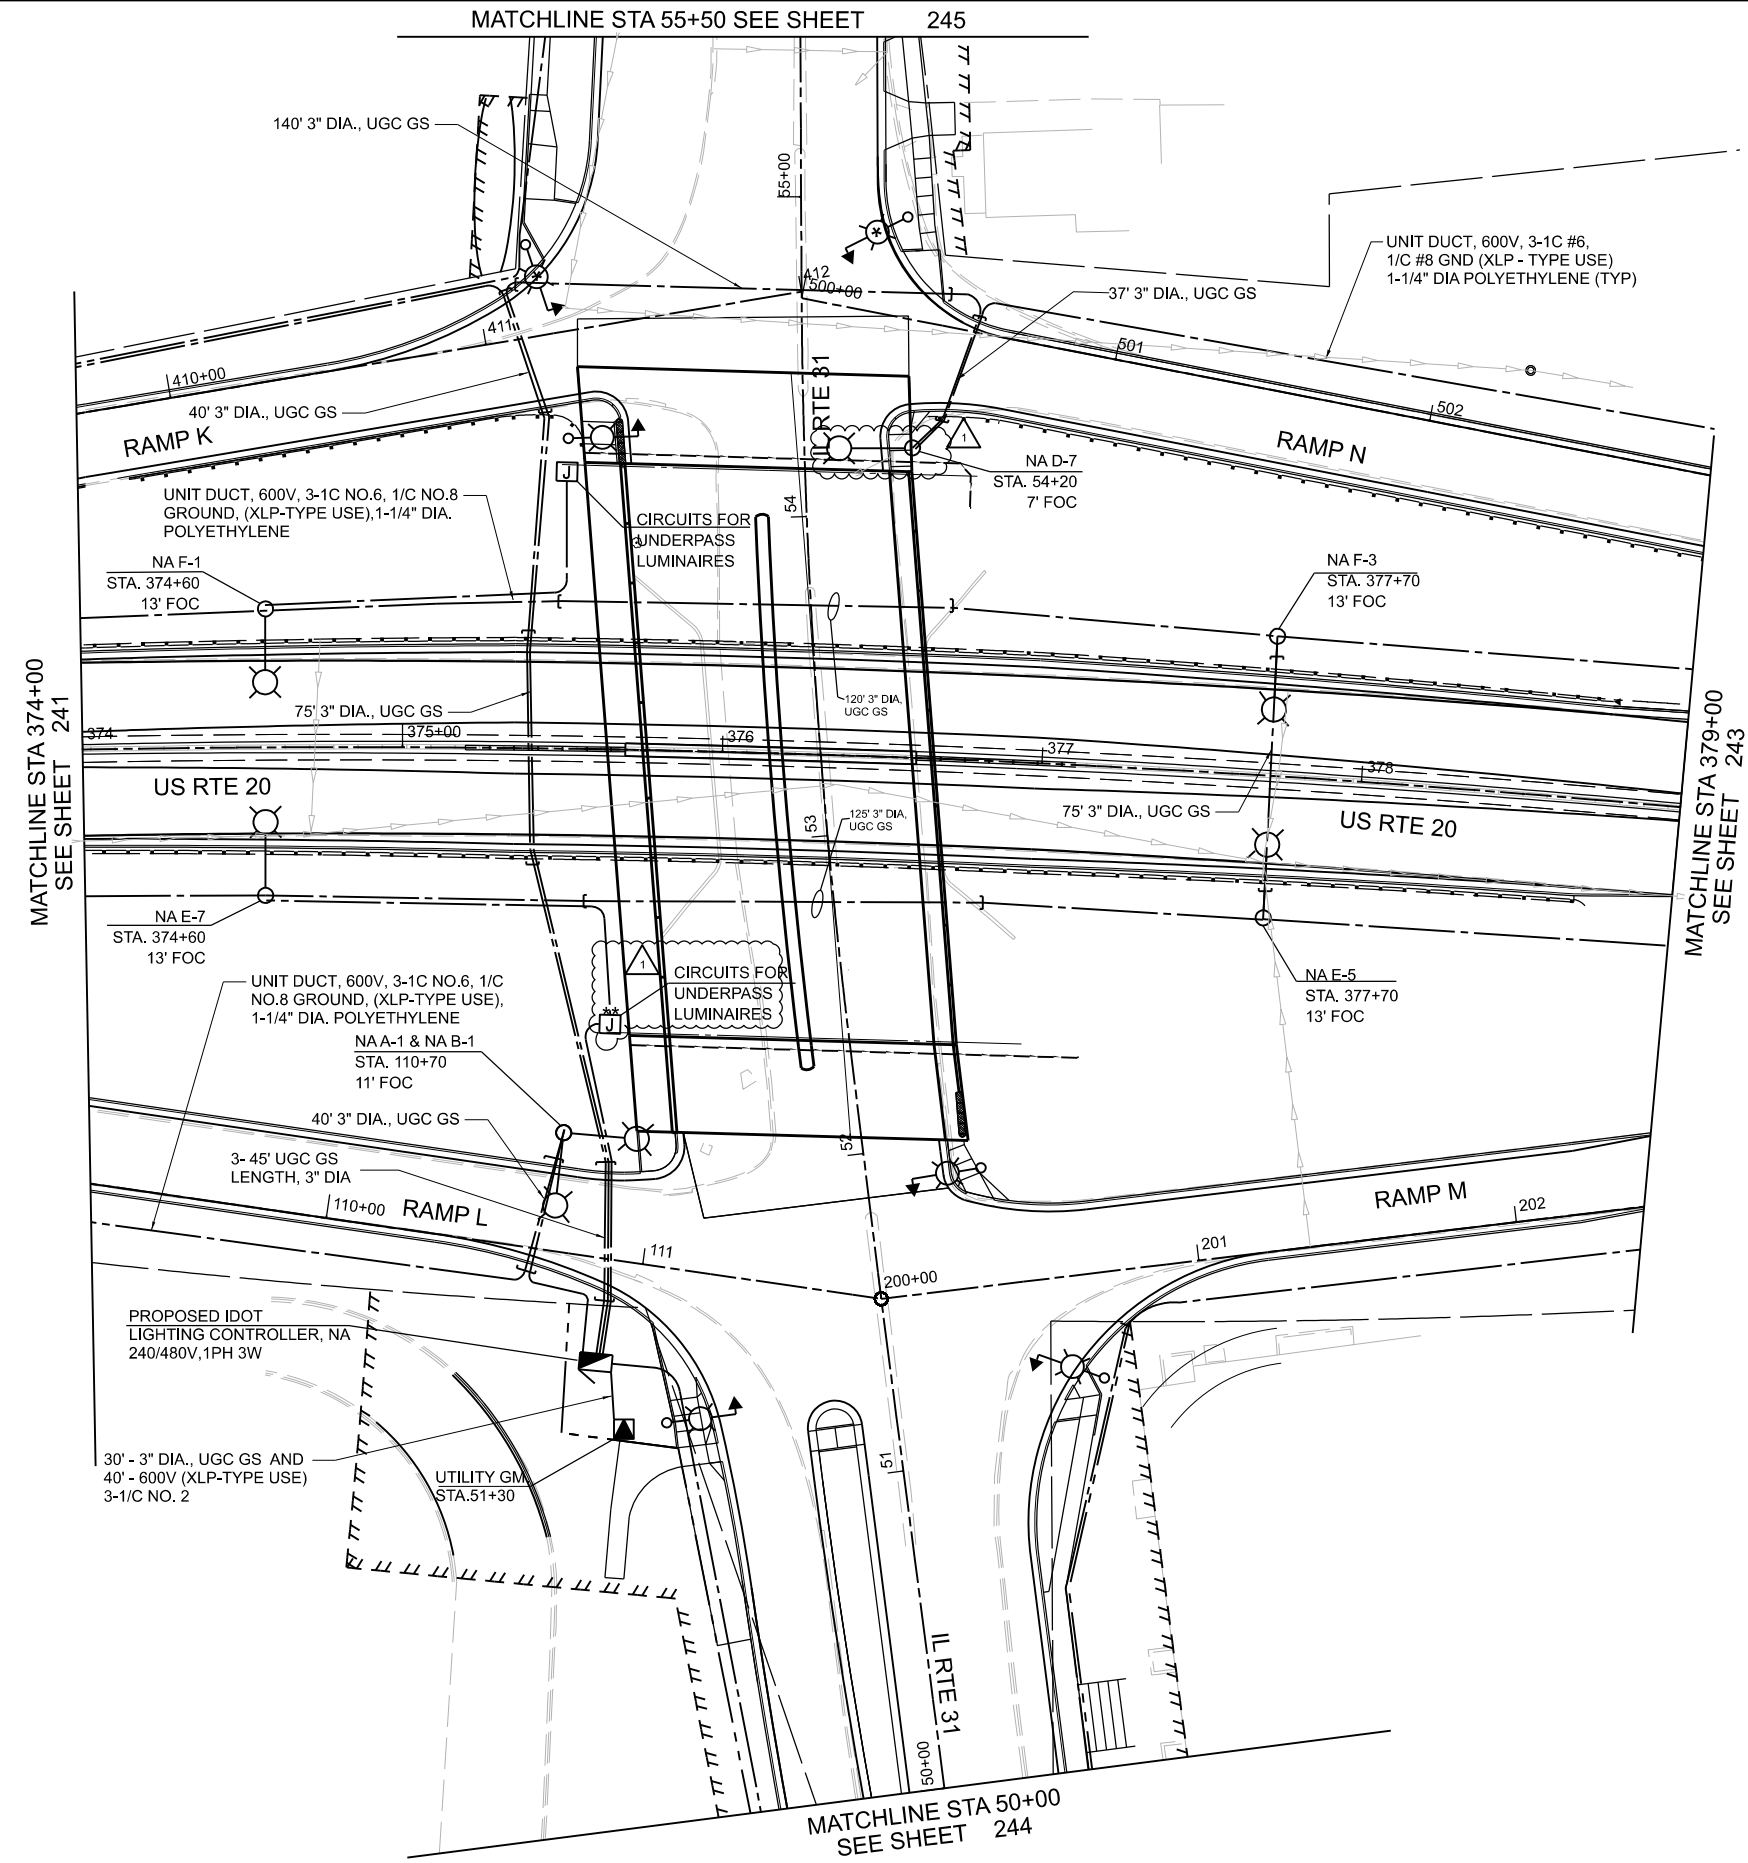 MATCHLINE STA 55+50 SEE SHEET 245
140' 3" DIA., UGC GS
55+00
UNIT DUCT, 600V, 3-1C #6,
1/C #8 GND (XLP - TYPE USE)
1-1/4" DIA POLYETHYLENE (TYP)
*
*
412
500+00
37' 3" DIA., UGC GS
411
501
410+00
502
40' 3" DIA., UGC GS
RAMP K
RTE 31
RAMP N
1
NA D-7
STA. 54+20
7' FOC
J
UNIT DUCT, 600V, 3-1C NO.6, 1/C NO.8
GROUND, (XLP-TYPE USE),1-1/4" DIA.
POLYETHYLENE
54
CIRCUITS FOR
UNDERPASS
LUMINAIRES
NA F-1
STA. 374+60
13' FOC
NA F-3
STA. 377+70
13' FOC
MATCHLINE STA 374+00
SEE SHEET 241
75' 3" DIA., UGC GS
120' 3" DIA,
UGC GS
374
375+00
376
377
378
US RTE 20
MATCHLINE STA 379+00
SEE SHEET 243
53
125' 3" DIA,
UGC GS
75' 3" DIA., UGC GS
US RTE 20
NA E-7
STA. 374+60
13' FOC
1
CIRCUITS FOR
UNDERPASS
LUMINAIRES
**
J
NA E-5
STA. 377+70
13' FOC
UNIT DUCT, 600V, 3-1C NO.6, 1/C
NO.8 GROUND, (XLP-TYPE USE),
1-1/4" DIA. POLYETHYLENE
NA A-1 & NA B-1
STA. 110+70
11' FOC
40' 3" DIA., UGC GS
52
3- 45' UGC GS
LENGTH, 3" DIA
110+00
RAMP L
RAMP M
202
111
201
200+00
PROPOSED IDOT
LIGHTING CONTROLLER, NA
240/480V,1PH 3W
30' - 3" DIA., UGC GS AND
40' - 600V (XLP-TYPE USE)
3-1/C NO. 2
UTILITY GM
STA.51+30
51
IL RTE 31
50+00
MATCHLINE STA 50+00
SEE SHEET 244